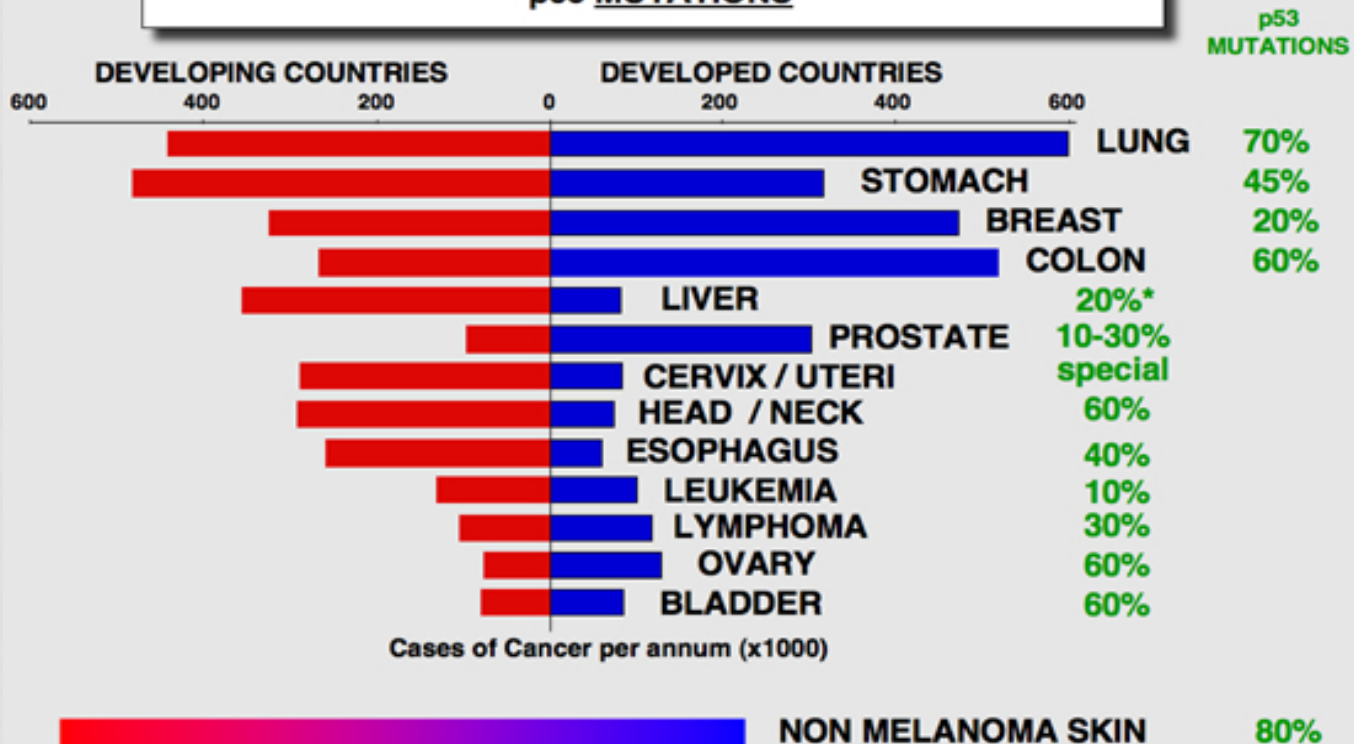 p53 MUTATIONS
p53
MUTATIONS
DEVELOPING COUNTRIES DEVELOPED COUNTRIES
600 400 200 0 200 400 600
LUNG 70%
STOMACH 45%
BREAST 20%
COLON 60%
LIVER 20%*
PROSTATE 10-30%
CERVIX / UTERI special
HEAD / NECK 60%
ESOPHAGUS 40%
LEUKEMIA 10%
LYMPHOMA 30%
OVARY 60%
BLADDER 60%
Cases of Cancer per annum (x1000)
NON MELANOMA SKIN 80%